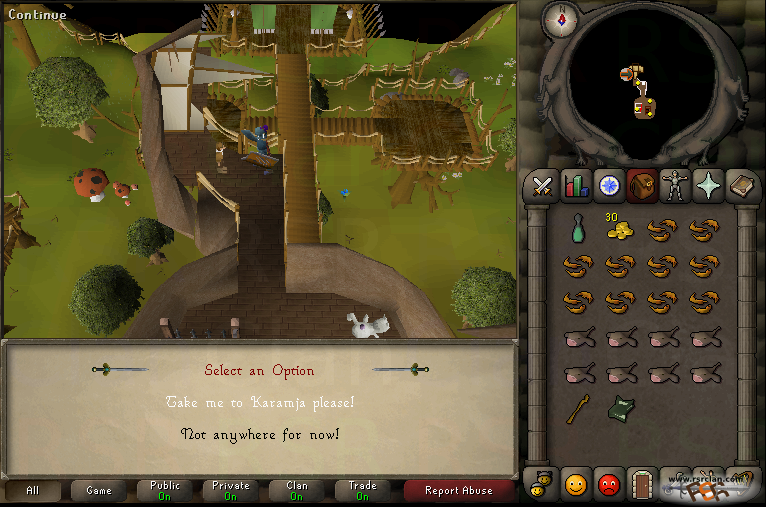 Continue
30
Select an Option
Take me to Karamja please!
Not anywhere for now!
All
Game
Public
On
Private
On
Clan
On
Trade
On
Report Abuse
www.rsrclan.com